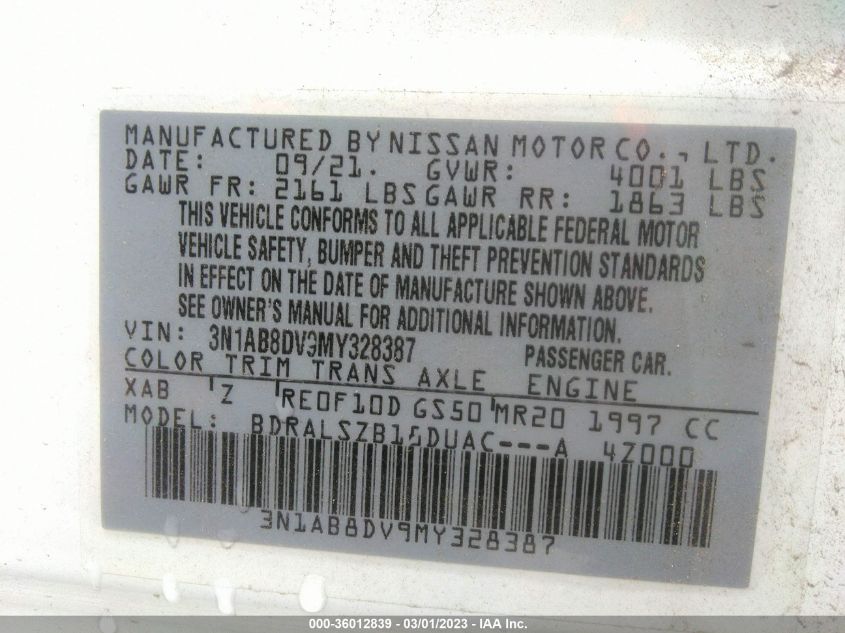 MANUFACTURED BY NISSAN MOTOR CO., LTD.
DATE: 09/21. GVWR: 4001 LBS
GAWR FR: 2161 LBS GAWR RR: 1863 LBS
THIS VEHICLE CONFORMS TO ALL APPLICABLE FEDERAL MOTOR
VEHICLE SAFETY, BUMPER AND THEFT PREVENTION STANDARDS
IN EFFECT ON THE DATE OF MANUFACTURE SHOWN ABOVE.
SEE OWNER'S MANUAL FOR ADDITIONAL INFORMATION.
VIN: 3N1AB8DV9MY328387 PASSENGER CAR.
COLOR TRIM TRANS AXLE ENGINE
XAB Z RE0F10D GS50 MR20 1997 CC
MODEL: 4Z000
3N1AB8DV9MY328387
000-36012839 - 03/01/2023 - IAA Inc.